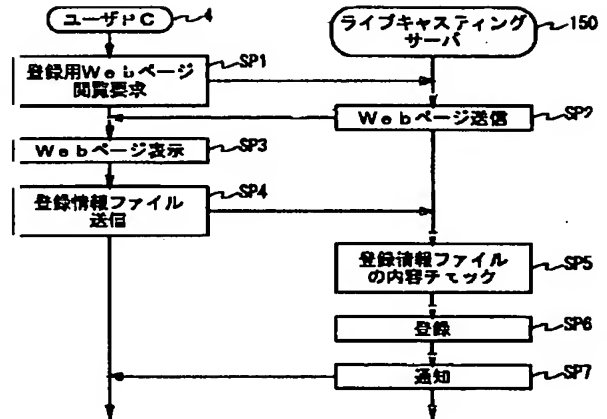 ユーザPC
4
ライブキャスティング
サーバ
150
登録用Webページ
閲覧要求
SP1
Webページ送信
SP2
Webページ表示
SP3
登録情報ファイル
送信
SP4
登録情報ファイル
の内容チェック
SP5
登録
SP6
通知
SP7